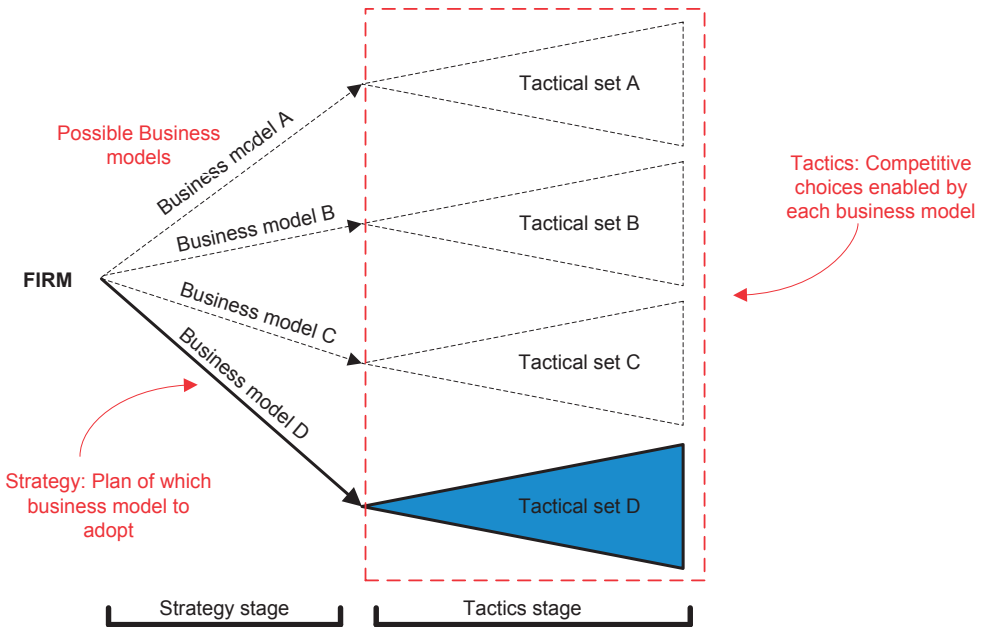 Tactical set A
Possible Business
models
Business model A
Tactics: Competitive
choices enabled by
each business model
Business model B
Tactical set B
FIRM
Business model C
Tactical set C
Business model D
Strategy: Plan of which
business model to
adopt
Tactical set D
Strategy stage
Tactics stage